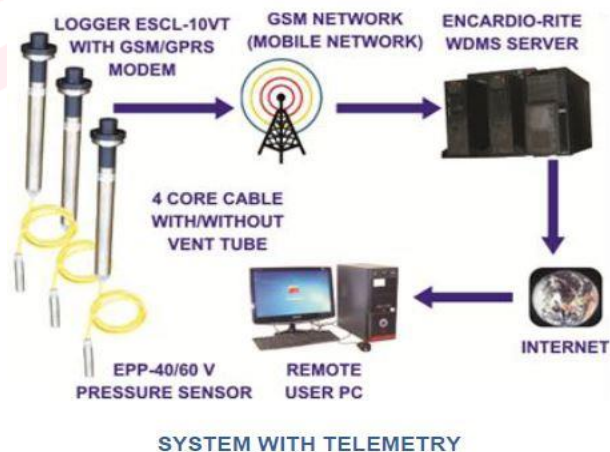 LOGGER ESCL-10VT
WITH GSM/GPRS
MODEM
GSM NETWORK
(MOBILE NETWORK)
ENCARDIO-RITE
WDMS SERVER
4 CORE CABLE
WITH/WITHOUT
VENT TUBE
INTERNET
EPP-40/60 V
PRESSURE SENSOR
REMOTE
USER PC
SYSTEM WITH TELEMETRY